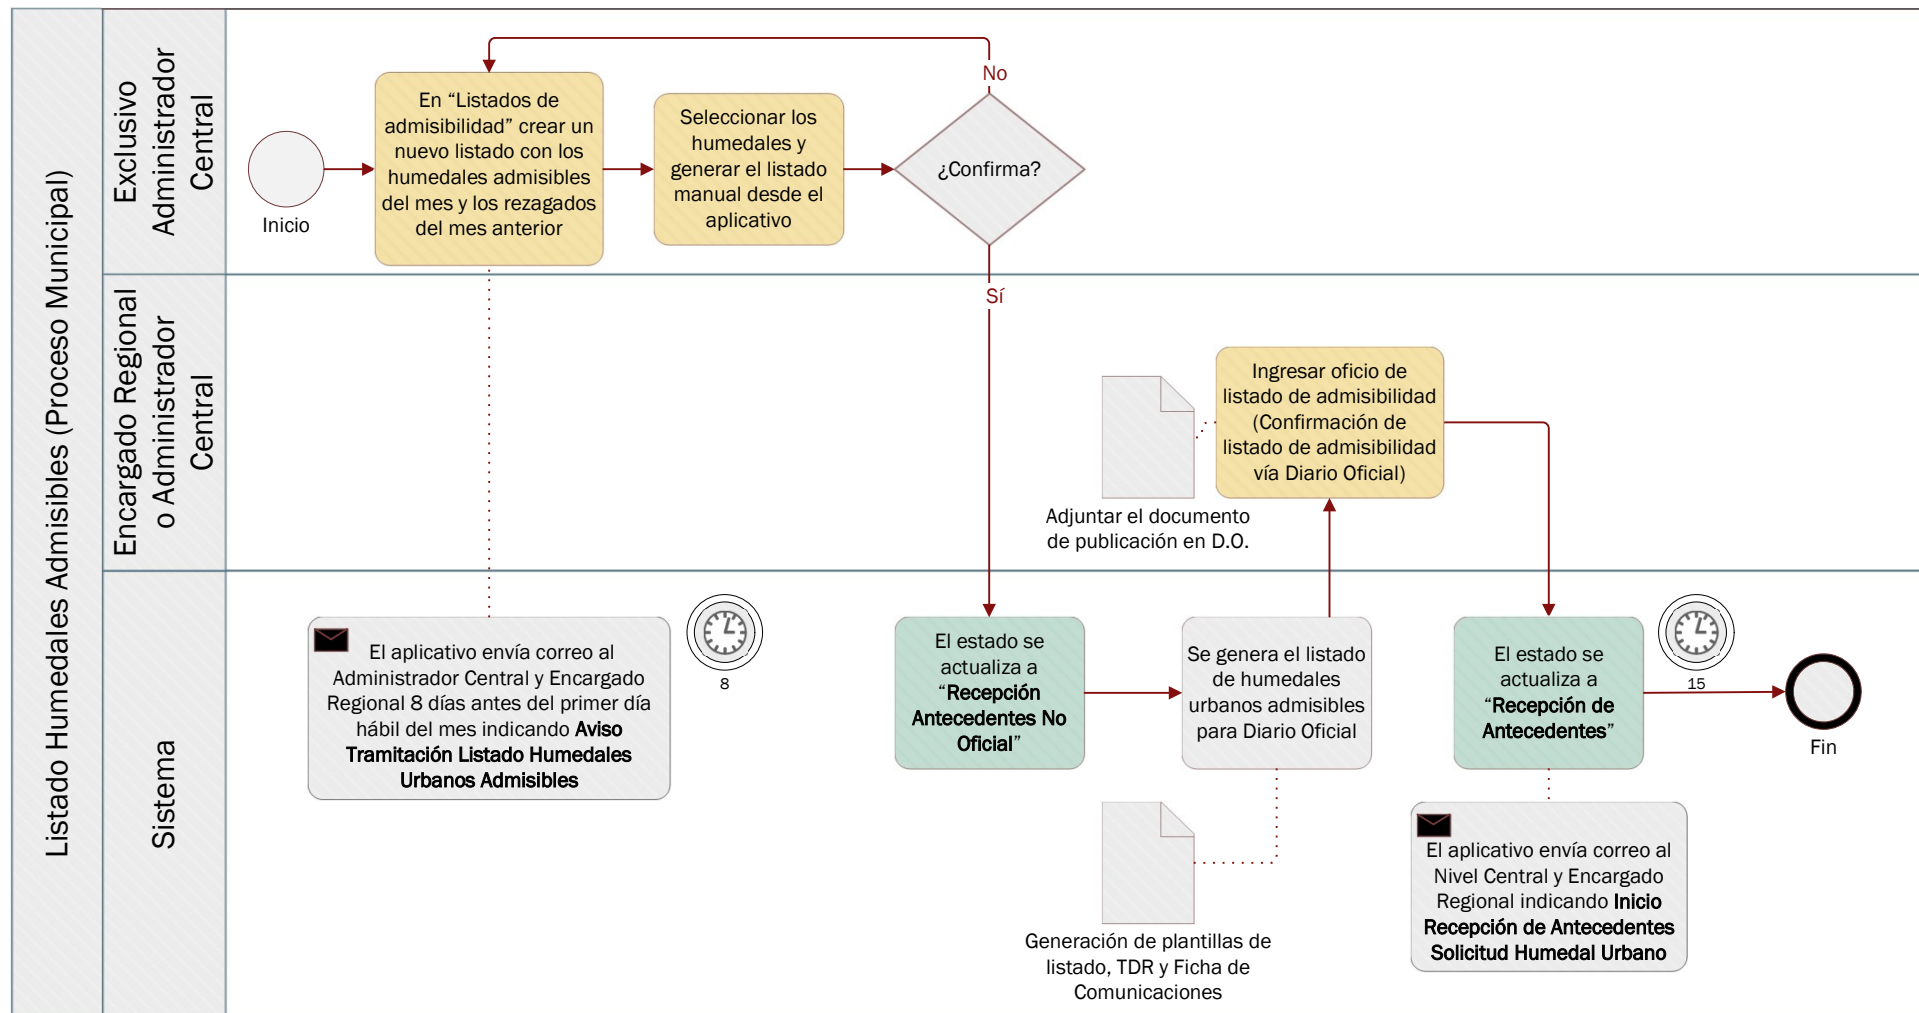 Listado Humedales Admisibles (Proceso Municipal)
Exclusivo
Administrador
Central
Inicio
En “Listados de
admisibilidad” crear un
nuevo listado con los
humedales admisibles
del mes y los rezagados
del mes anterior
Seleccionar los
humedales y
generar el listado
manual desde el
aplicativo
¿Confirma?
No
Sí
Encargado Regional
o Administrador
Central
Adjuntar el documento
de publicación en D.O.
Ingresar oficio de
listado de admisibilidad
(Confirmación de
listado de admisibilidad
vía Diario Oficial)
Sistema
El aplicativo envía correo al
Administrador Central y Encargado
Regional 8 días antes del primer día
hábil del mes indicando Aviso
Tramitación Listado Humedales
Urbanos Admisibles
8
El estado se
actualiza a
“Recepción
Antecedentes No
Oficial”
Se genera el listado
de humedales
urbanos admisibles
para Diario Oficial
Generación de plantillas de
listado, TDR y Ficha de
Comunicaciones
El estado se
actualiza a
“Recepción de
Antecedentes”
15
Fin
El aplicativo envía correo al
Nivel Central y Encargado
Regional indicando Inicio
Recepción de Antecedentes
Solicitud Humedal Urbano